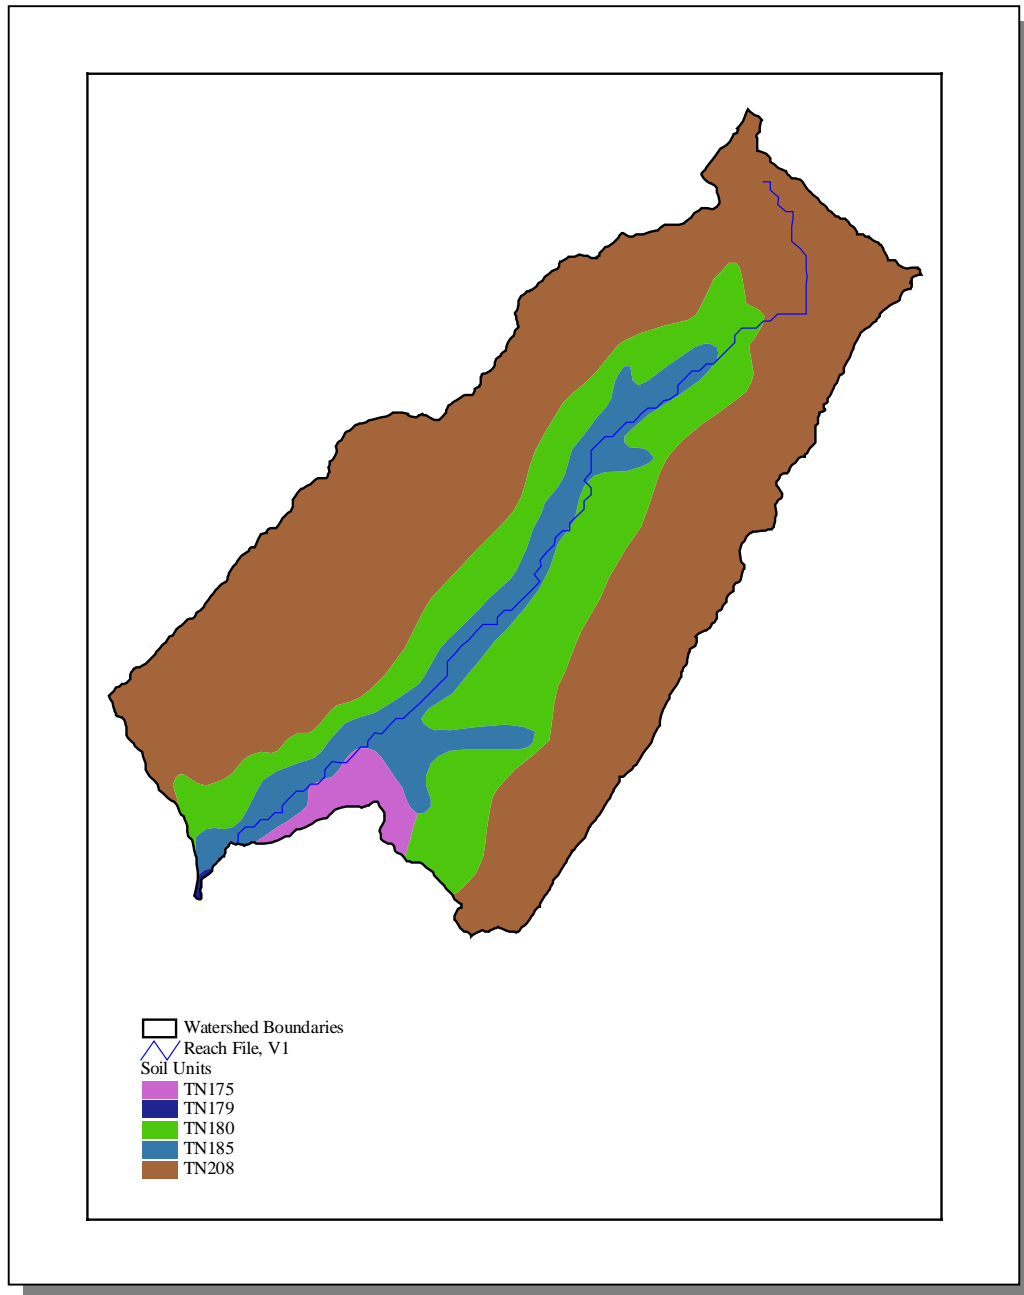 Watershed Boundaries
Reach File, V1
Soil Units
TN175
TN179
TN180
TN185
TN208